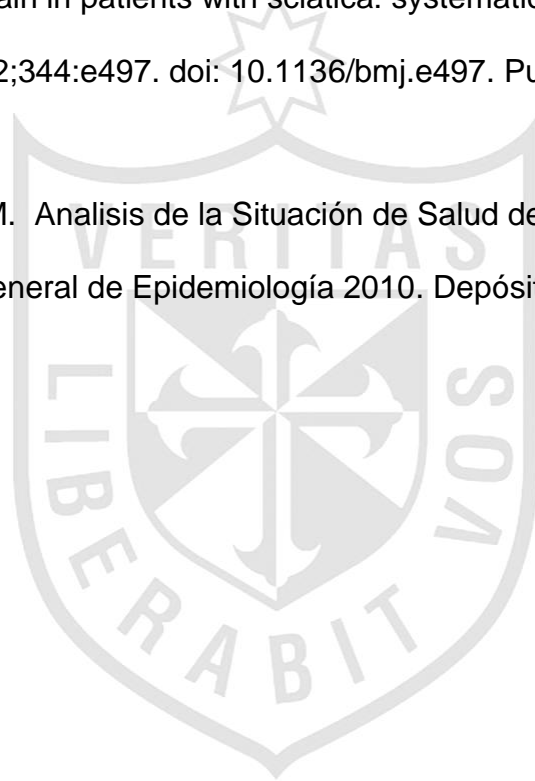 ain in patients with sciatica: systematic
2;344:e497. doi: 10.1136/bmj.e497. Pu
M. Analisis de la Situación de Salud de
eneral de Epidemiología 2010. Depósit
VERITAS
LIBERABIT
VOS